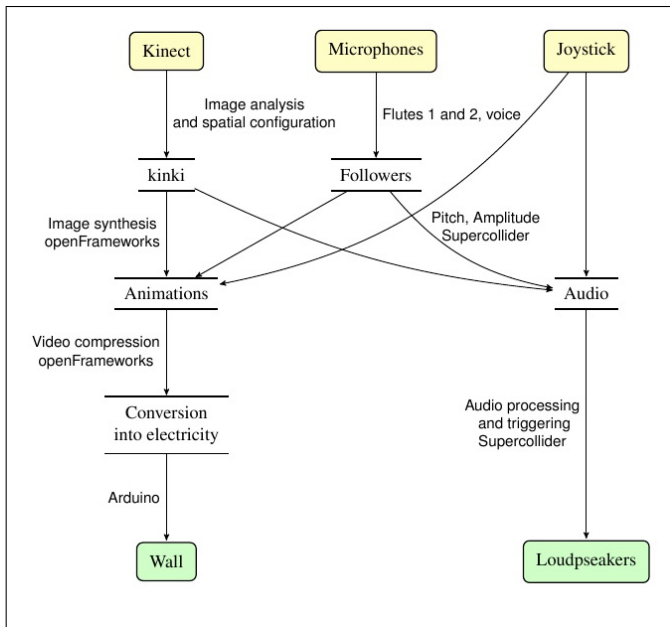 Kinect
Microphones
Joystick
Image analysis
and spatial configuration
Flutes 1 and 2, voice
kinki
Followers
Image synthesis
openFrameworks
Pitch, Amplitude
Supercollider
Animations
Audio
Video compression
openFrameworks
Conversion
into electricity
Audio processing
and triggering
Supercollider
Arduino
Wall
Loudpseakers